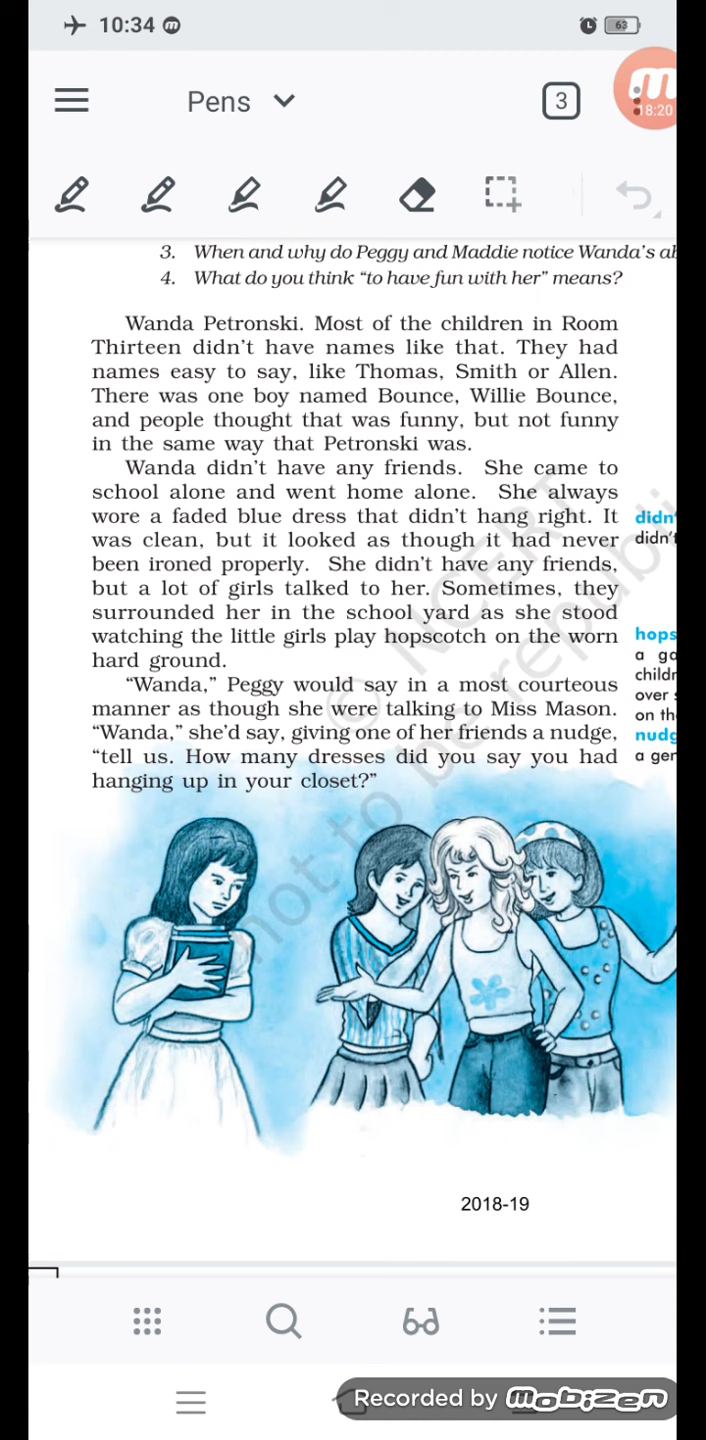 10:34
63
Pens
3
18:20
3. When and why do Peggy and Maddie notice Wanda's
4. What do you think “to have fun with her” means?
Wanda Petronski. Most of the children in Room
Thirteen didn't have names like that. They had
names easy to say, like Thomas, Smith or Allen.
There was one boy named Bounce, Willie Bounce,
and people thought that was funny, but not funny
in the same way that Petronski was.
Wanda didn't have any friends. She came to
school alone and went home alone. She always
wore a faded blue dress that didn't hang right. It
was clean, but it looked as though it had never
been ironed properly. She didn't have any friends,
but a lot of girls talked to her. Sometimes, they
surrounded her in the school yard as she stood
watching the little girls play hopscotch on the worn
hard ground.
“Wanda,” Peggy would say in a most courteous
manner as though she were talking to Miss Mason.
“Wanda,” she'd say, giving one of her friends a nudge,
“tell us. How many dresses did you say you had
hanging up in your closet?”
didn'
didn't
hops
a ga
childr
over
on th
nudg
a ger
© NCERT
not to be republi
2018-19
Recorded by mobizen